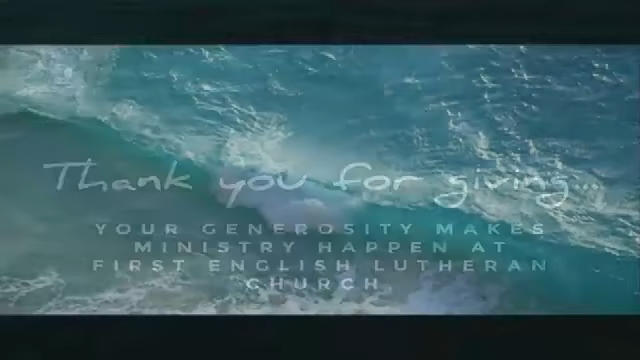 Thank you for giving...
YOUR GENEROSITY MAKES
MINISTRY HAPPEN AT
FIRST ENGLISH LUTHERAN
CHURCH